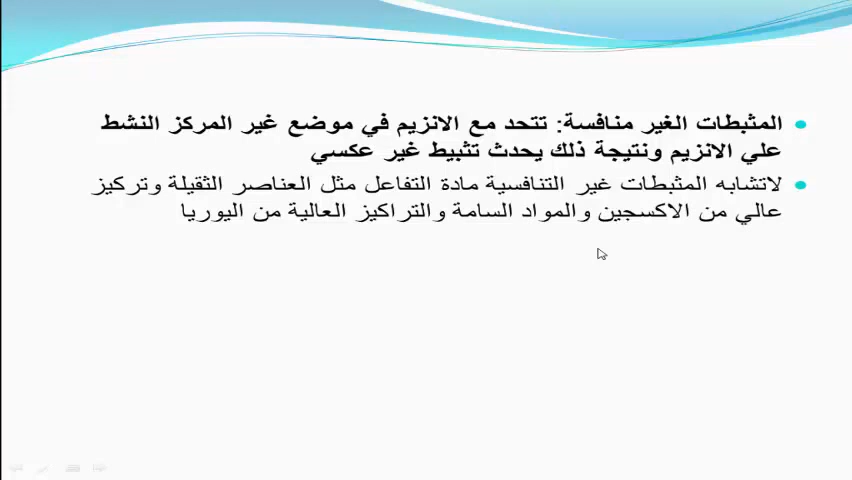 المثبطات الغير منافسة: تتحد مع الانزيم في موضع غير المركز النشط
علي الانزيم ونتيجة ذلك يحدث تثبيط غير عكسي
لاتشابه المثبطات غير التنافسية مادة التفاعل مثل العناصر الثقيلة وتركيز
عالي من الاكسجين والمواد السامة والتراكيز العالية من اليوريا